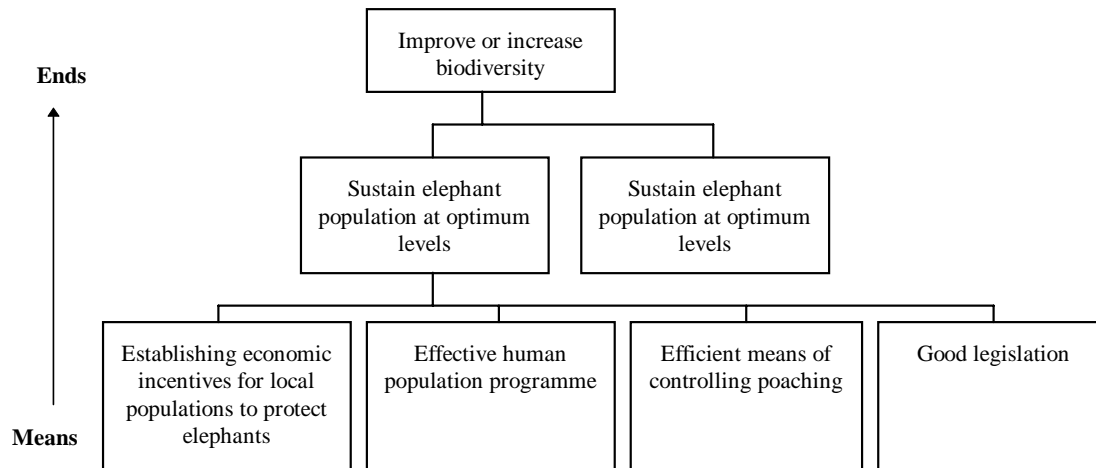 Improve or increase
biodiversity
Ends
Sustain elephant
population at optimum
levels
Sustain elephant
population at optimum
levels
Establishing economic
incentives for local
populations to protect
elephants
Effective human
population programme
Efficient means of
controlling poaching
Good legislation
Means